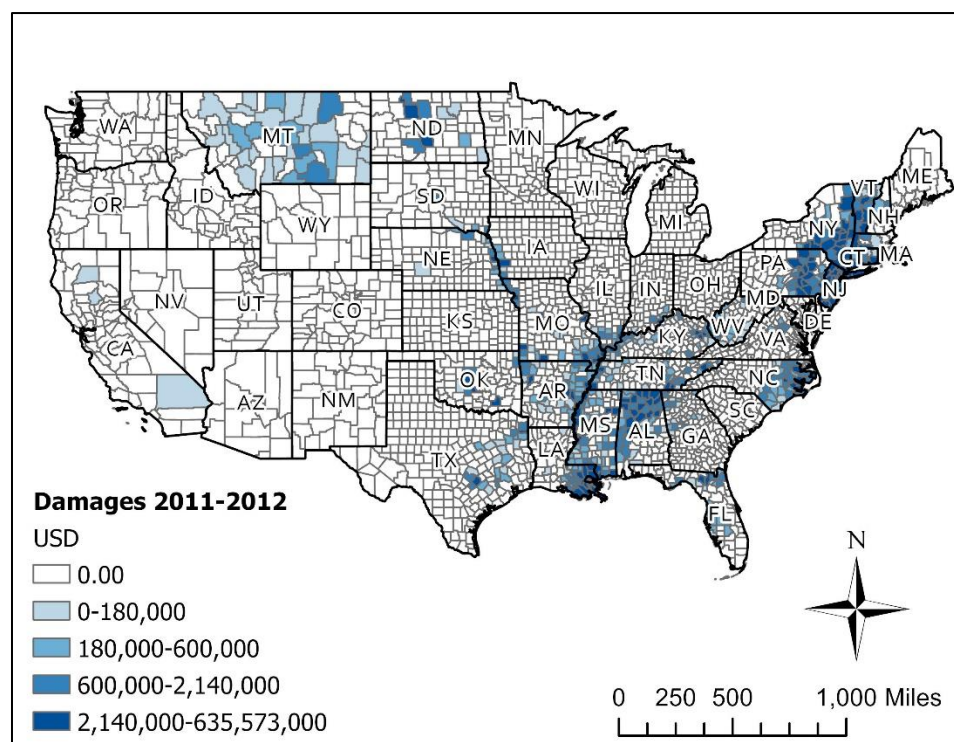 WA
MT
ND
MN
ME
VT
NH
OR
ID
SD
WI
NY
WY
MI
MA
CT
IA
PA
NE
NJ
NV
UT
CO
IL
IN
OH
MD
DE
KS
MO
WV
VA
CA
KY
OK
TN
NC
AZ
NM
AR
SC
MS
AL
GA
TX
LA
FL
Damages 2011-2012
USD
0.00
0-180,000
180,000-600,000
600,000-2,140,000
2,140,000-635,573,000
N
0 250 500 1,000 Miles